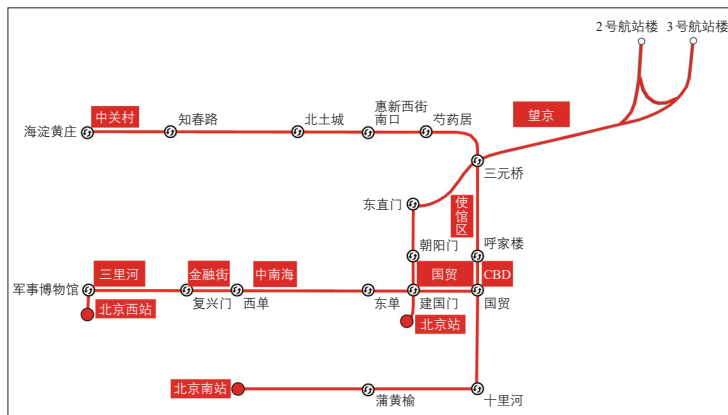 2号航站楼
3号航站楼
中关村
海淀黄庄
知春路
北土城
惠新西街
南口
芍药居
望京
三元桥
东直门
使
馆
区
朝阳门
呼家楼
三里河
金融街
中南海
国贸
CBD
军事博物馆
复兴门
西单
东单
建国门
国贸
北京西站
北京站
北京南站
蒲黄榆
十里河